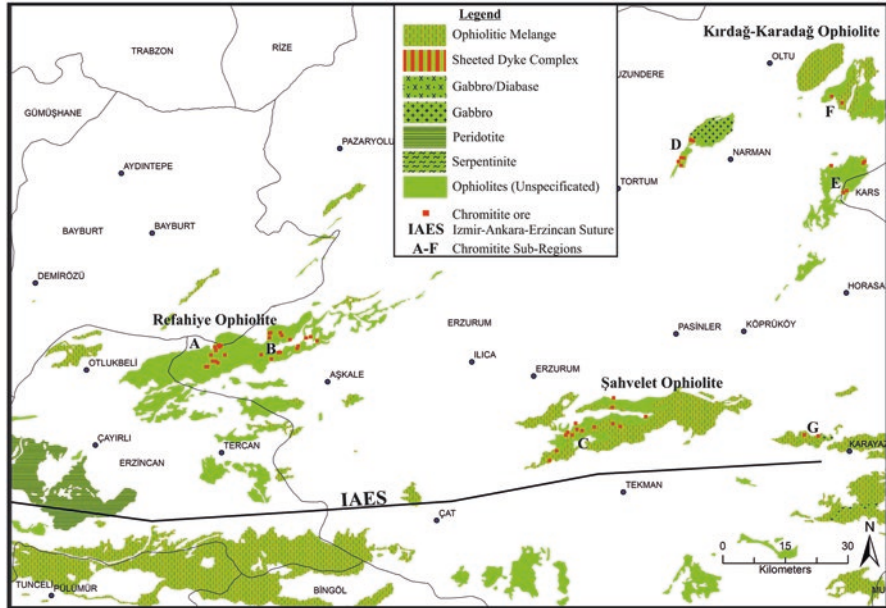 Legend
Ophiolitic Melange
Sheeted Dyke Complex
Gabbro/Diabase
Gabbro
Peridotite
Serpentinite
Ophiolites (Unspecificated)
Chromitite ore
IAES Izmir-Ankara-Erzincan Suture
A-F Chromitite Sub-Regions
Kırdağ-Karadağ Ophiolite
TRABZON
RİZE
OLTU
UZUNDERE
GÜMÜŞHANE
F
PAZARYOLU
D
NARMAN
AYDINTEPE
TORTUM
E
KARS
BAYBURT
BAYBURT
DEMİRÖZÜ
HORASA
Refahiye Ophiolite
ERZURUM
PASİNLER
KÖPRÜKÖY
A
B
OTLUKBELİ
ILICA
ERZURUM
AŞKALE
Şahvelet Ophiolite
G
ÇAYIRLI
C
KARAYAZ
TERCAN
ERZİNCAN
IAES
TEKMAN
ÇAT
N
0 15 30
Kilometers
TUNCELİ
PÜLÜMÜR
BİNGÖL
MU